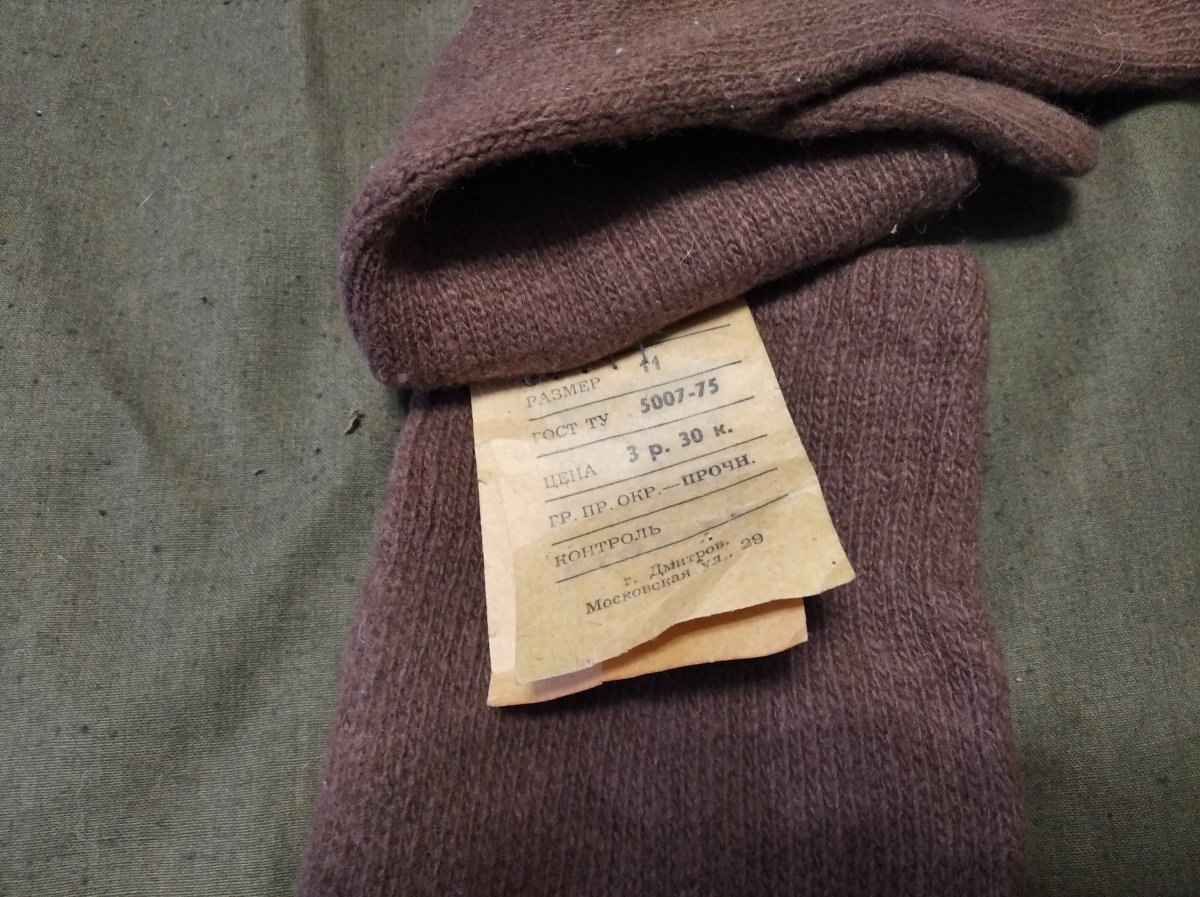 РАЗМЕР 11
ГОСТ ТУ 5007-75
ЦЕНА 3 р. 30 к.
ГР. ПР. ОКР.—ПРОЧН.
КОНТРОЛЬ
г. Дмитров,
Московская ул., 29